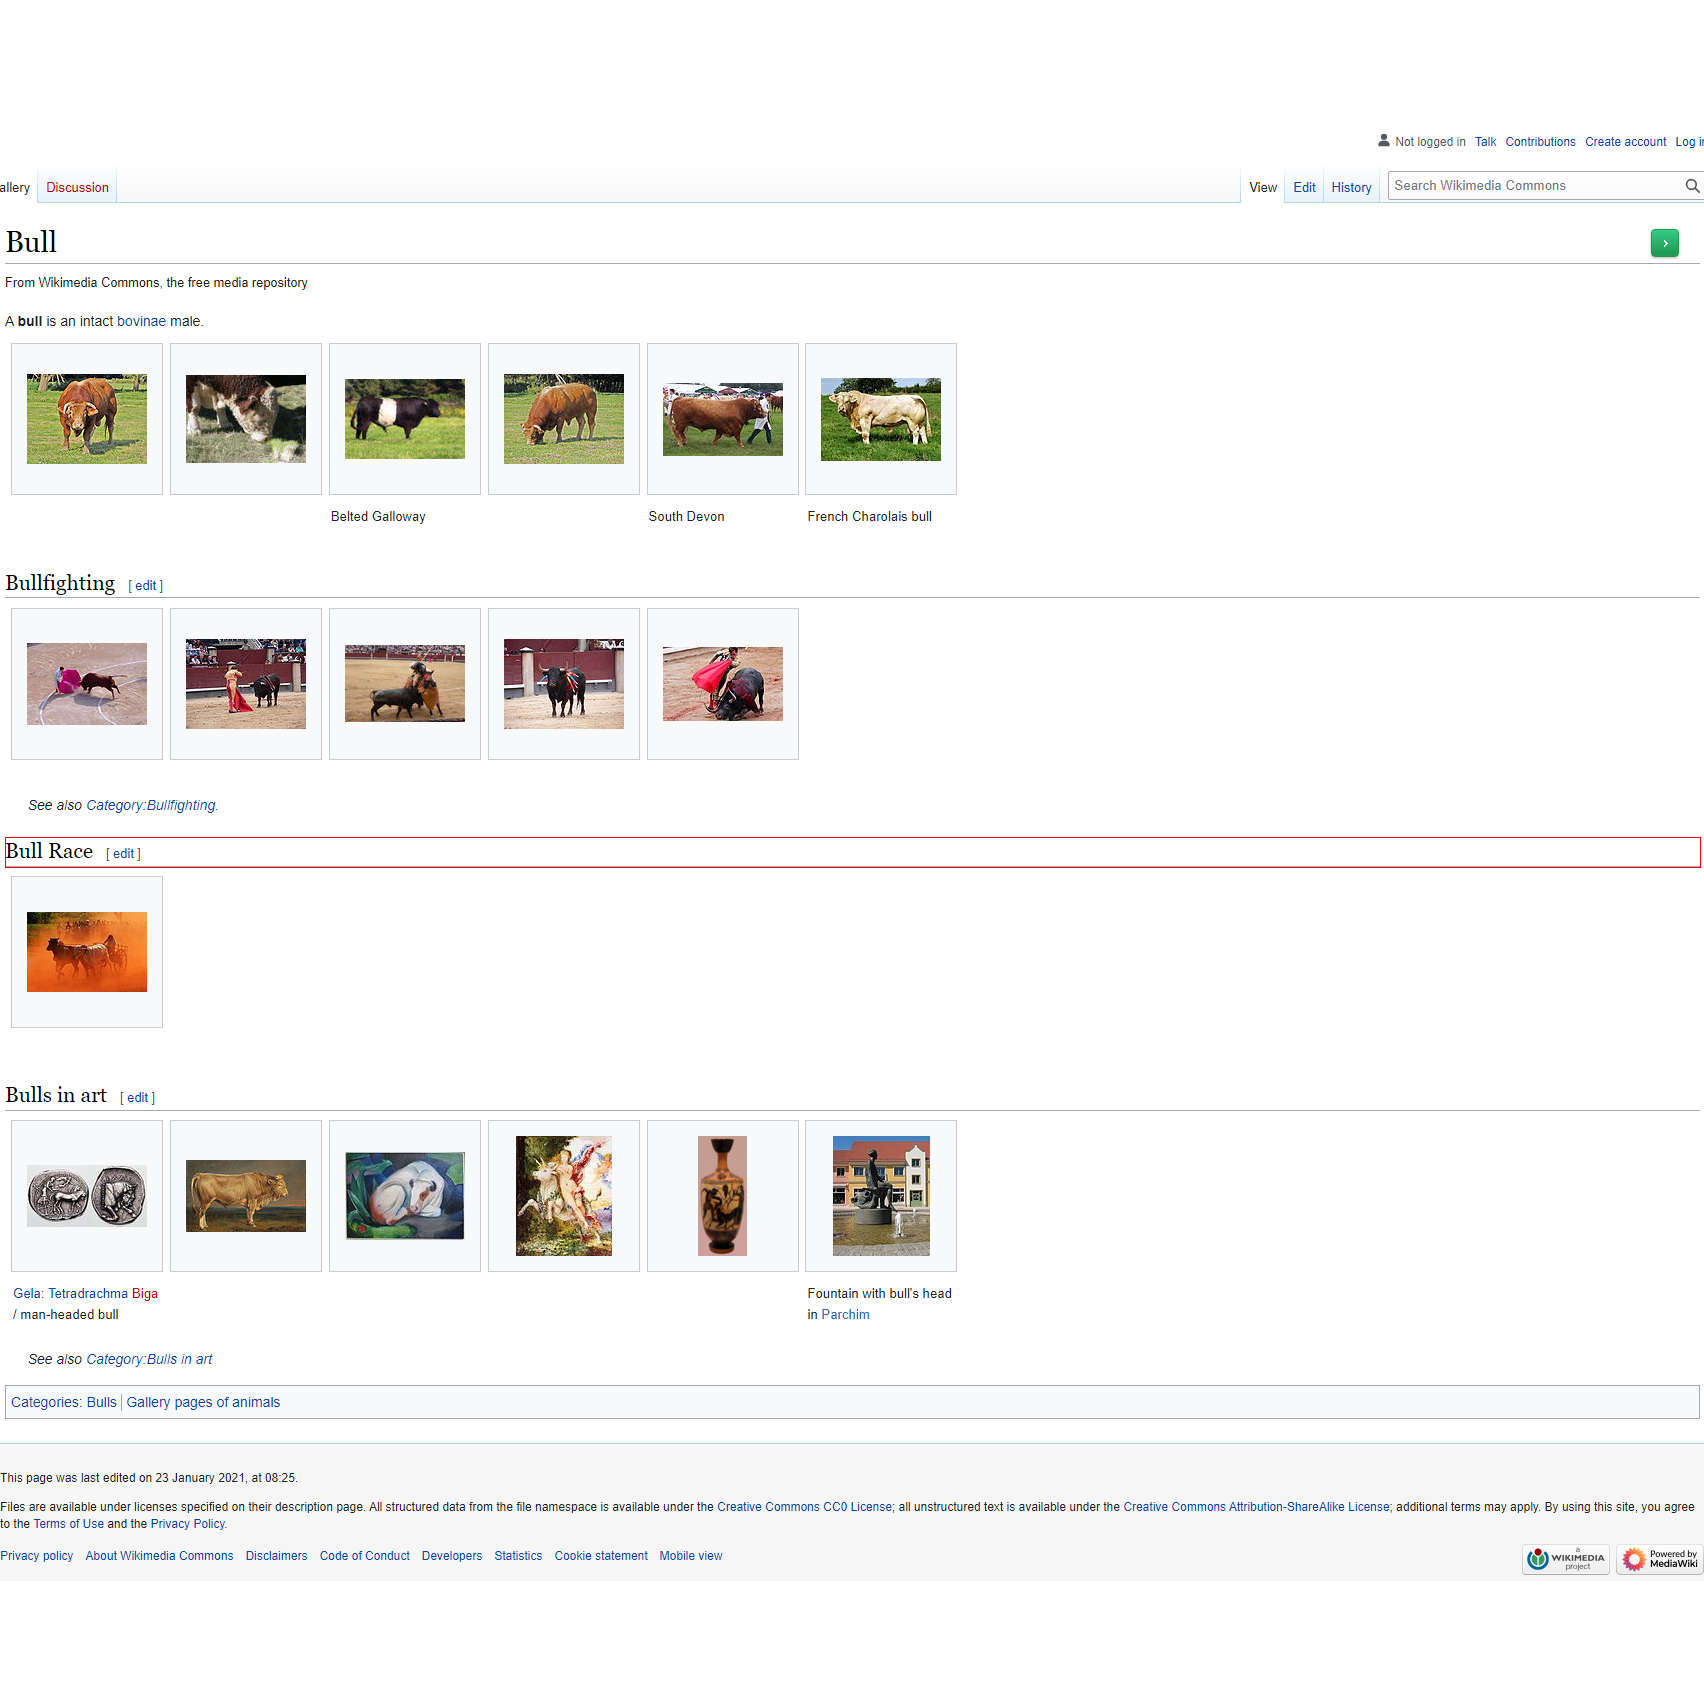 Not logged in Talk Contributions Create account Log
allery Discussion View Edit History Search Wikimedia Commons
Bull
From Wikimedia Commons, the free media repository
A bull is an intact bovinae male.
Belted Galloway South Devon French Charolais bull
Bullfighting [ edit ]
See also Category:Bullfighting.
Bull Race [ edit ]
Bulls in art [ edit ]
Gela: Tetradrachma Biga
/ man-headed bull
Fountain with bull's head
in Parchim
See also Category:Bulls in art
Categories: Bulls Gallery pages of animals
This page was last edited on 23 January 2021, at 08:25.
Files are available under licenses specified on their description page. All structured data from the file namespace is available under the Creative Commons CC0 License; all unstructured text is available under the Creative Commons Attribution-ShareAlike License; additional terms may apply. By using this site, you agree
to the Terms of Use and the Privacy Policy.
Privacy policy About Wikimedia Commons Disclaimers Code of Conduct Developers Statistics Cookie statement Mobile view
a
WIKIMEDIA
project
Powered by
MediaWiki